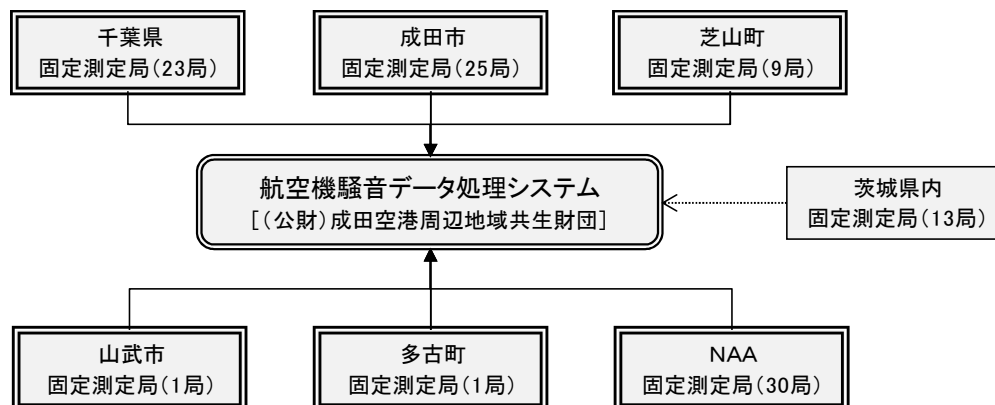 千葉県
固定測定局(23局)
成田市
固定測定局(25局)
芝山町
固定測定局(9局)
航空機騒音データ処理システム
[(公財)成田空港周辺地域共生財団]
茨城県内
固定測定局(13局)
山武市
固定測定局(1局)
多古町
固定測定局(1局)
NAA
固定測定局(30局)